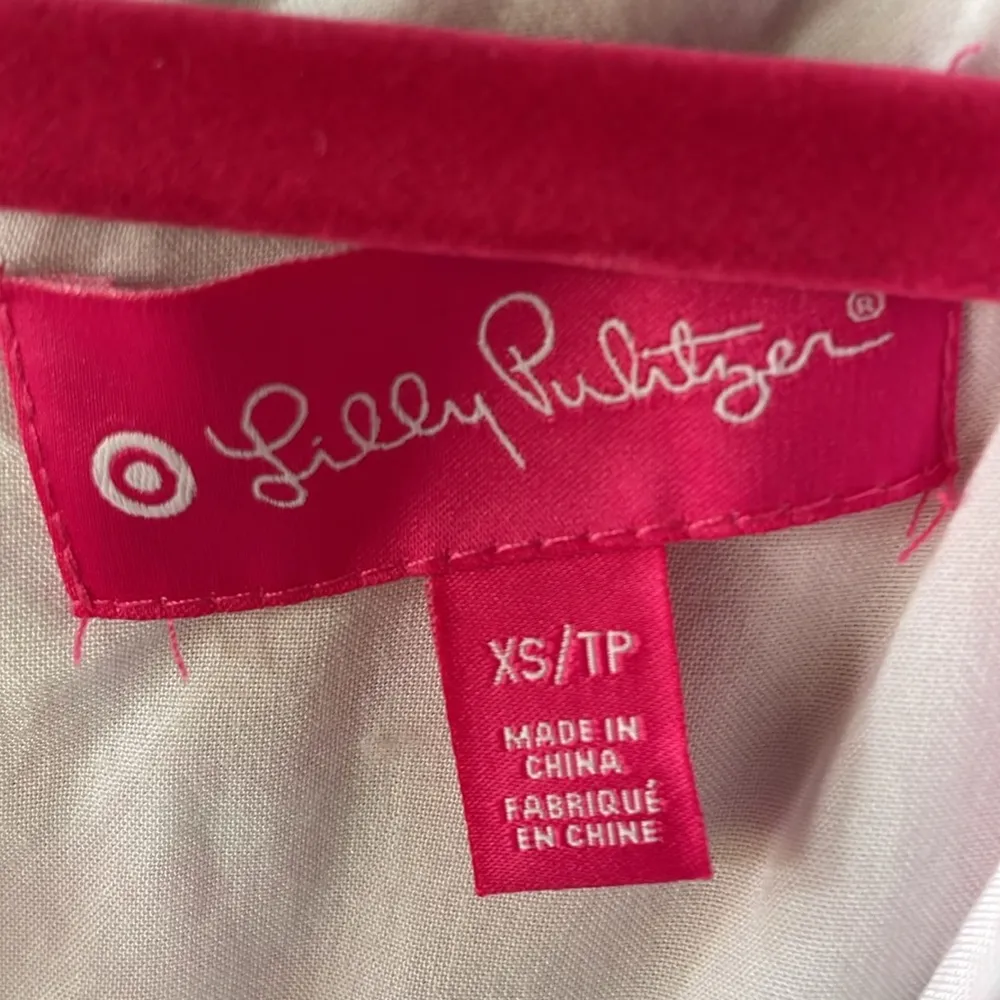 Lilly Pulitzer®
XS/TP
MADE IN
CHINA
FABRIQUÉ
EN CHINE